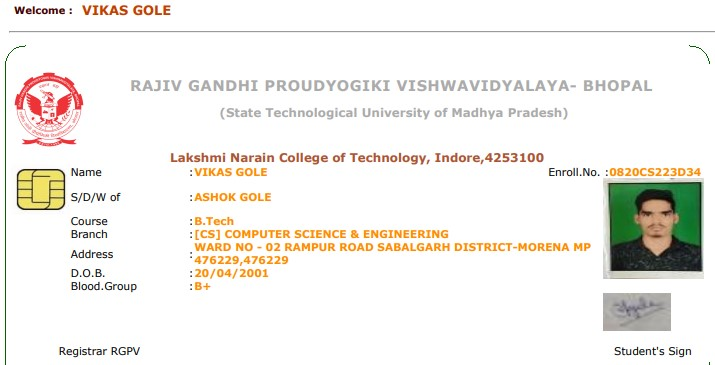 Welcome : VIKAS GOLE
RAJIV GANDHI PROUDYOGIKI VISHWAVIDYALAYA- BHOPAL
(State Technological University of Madhya Pradesh)
Lakshmi Narain College of Technology, Indore,4253100
Name :VIKAS GOLE Enroll.No. :0820CS223D34
S/D/W of :ASHOK GOLE
Course :B.Tech
Branch :[CS] COMPUTER SCIENCE & ENGINEERING
Address :WARD NO - 02 RAMPUR ROAD SABALGARH DISTRICT-MORENA MP
476229,476229
D.O.B. :20/04/2001
Blood.Group :B+
Registrar RGPV Student's Sign